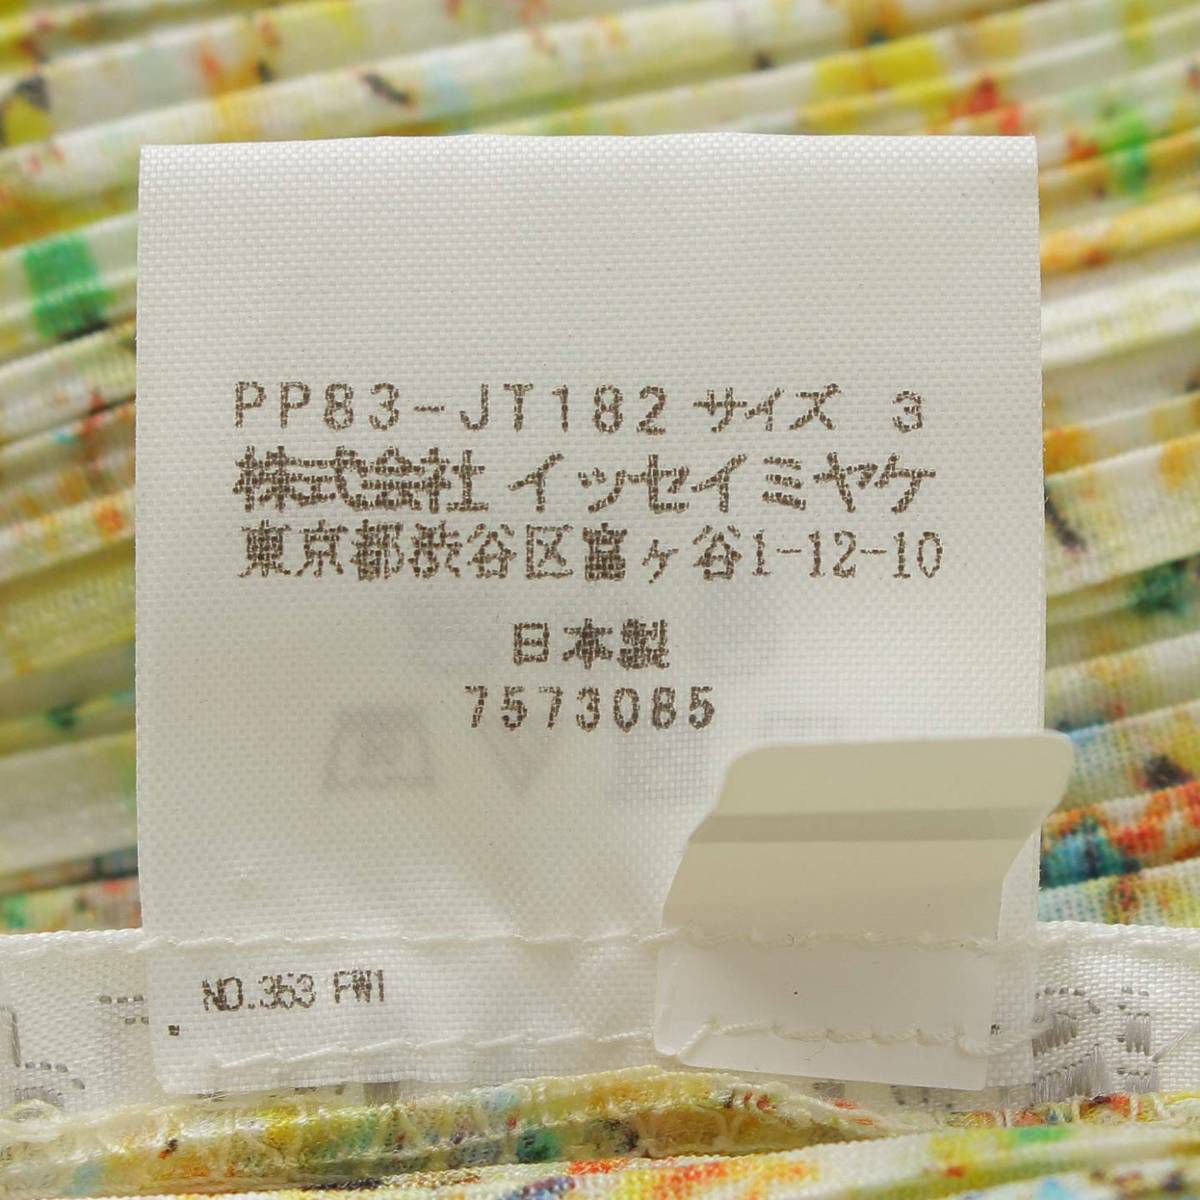 PP83-JT182 サイズ 3
株式会社 イッセイミヤケ
東京都渋谷区富ヶ谷1-12-10
日本製
7573085
NO.353 FW1